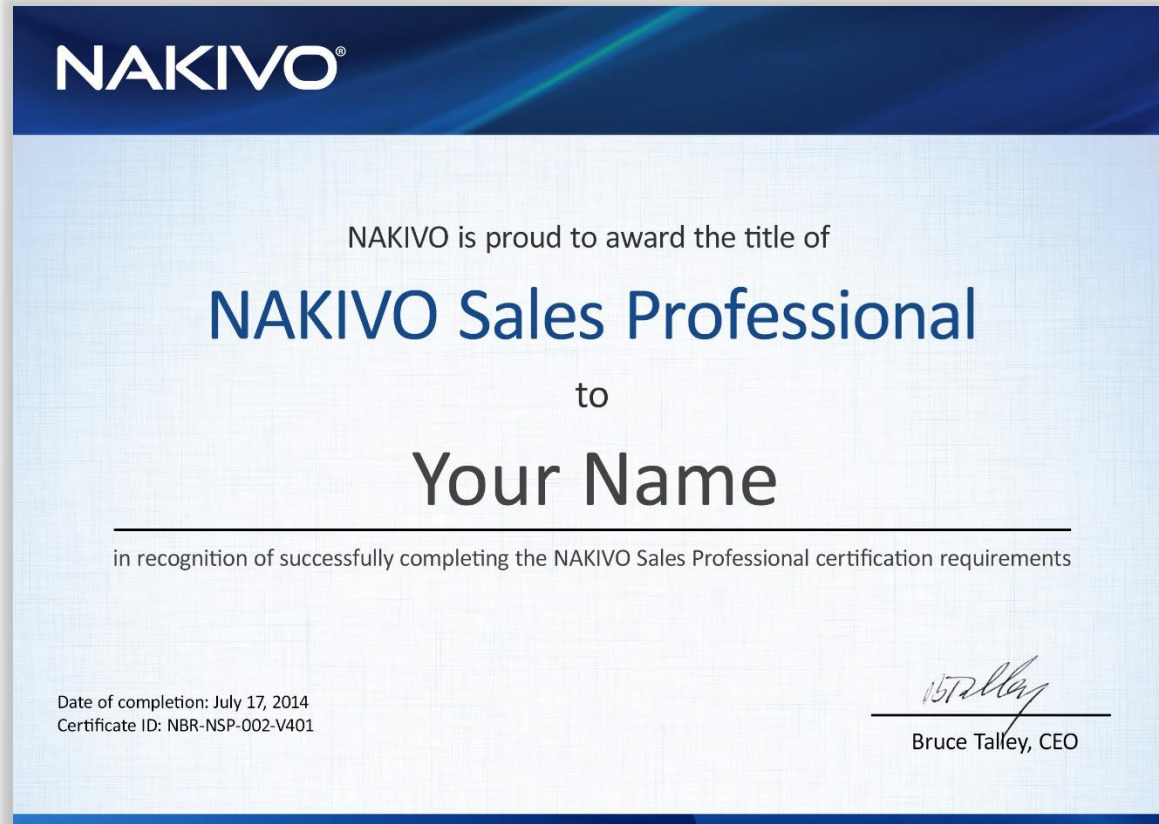 NAKIVO®
NAKIVO is proud to award the title of
NAKIVO Sales Professional
to
Your Name
in recognition of successfully completing the NAKIVO Sales Professional certification requirements
Date of completion: July 17, 2014
Certificate ID: NBR-NSP-002-V401
BTalley
Bruce Talley, CEO